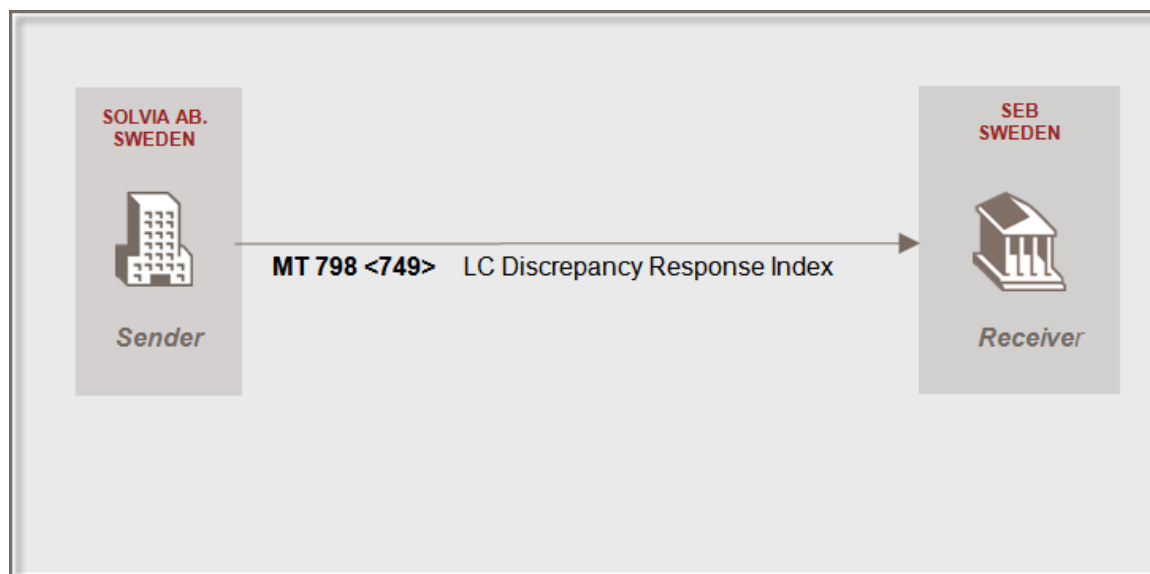 SOLVIA AB.
SWEDEN
SEB
SWEDEN
MT 798 <749> LC Discrepancy Response Index
Sender
Receiver